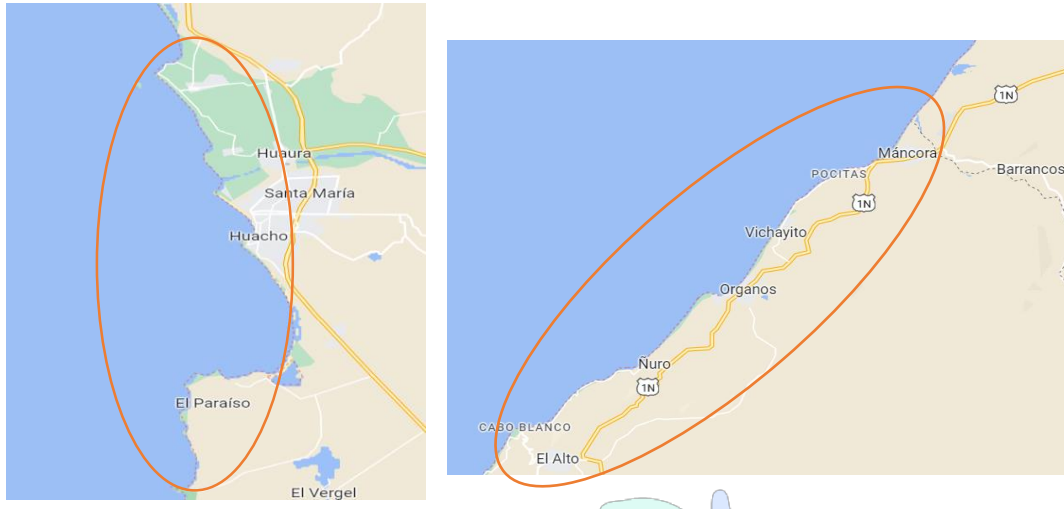 Huaura
Santa María
Huacho
El Paraíso
El Vergel
1N
Máncora
POCITAS
Barrancos
1N
Vichayito
Organos
Ñuro
1N
CABO BLANCO
El Alto